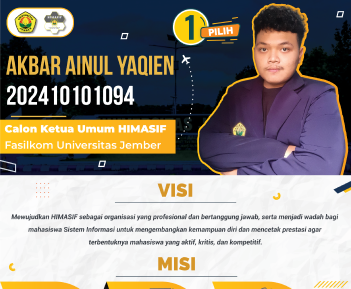 HIMASIF
1
PILIH
AKBAR AINUL YAQIEN
202410101094
Calon Ketua Umum HIMASIF
Fasilkom Universitas Jember
VISI
Mewujudkan HIMASIF sebagai organisasi yang profesional dan bertanggung jawab, serta menjadi wadah bagi
mahasiswa Sistem Informasi untuk mengembangkan kemampuan diri dan mencetak prestasi agar
terbentuknya mahasiswa yang aktif, kritis, dan kompetitif.
MISI